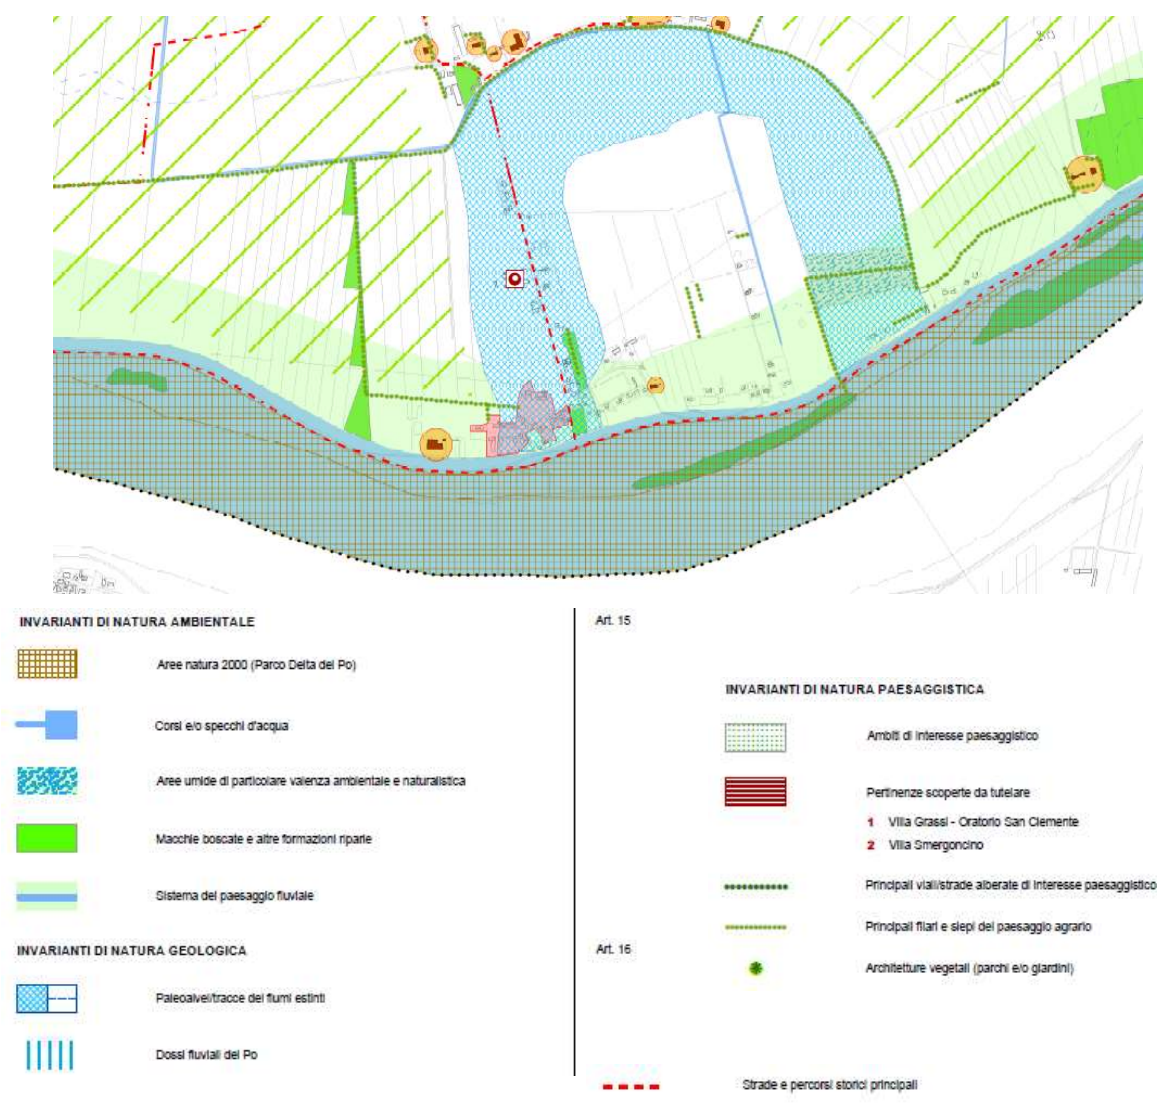 INVARIANTI DI NATURA AMBIENTALE
Aree natura 2000 (Parco Delta del Po)
Corsi e/o specchi d'acqua
Aree umide di particolare valenza ambientale e naturalistica
Macchie boscate e altre formazioni riparie
Sistema del paesaggio fluviale
INVARIANTI DI NATURA GEOLOGICA
Paleoalvei/tracce dei fiumi estinti
Dossi fluviali del Po
Art. 15
INVARIANTI DI NATURA PAESAGGISTICA
Ambiti di interesse paesaggistico
Pertinenze scoperte da tutelare
1 Villa Grassi - Oratorio San Clemente
2 Villa Smergoncino
Principali viali/strade alberate di interesse paesaggistico
Principali filari e siepi del paesaggio agrario
Art. 16
Architetture vegetali (parchi e/o giardini)
Strade e percorsi storici principali